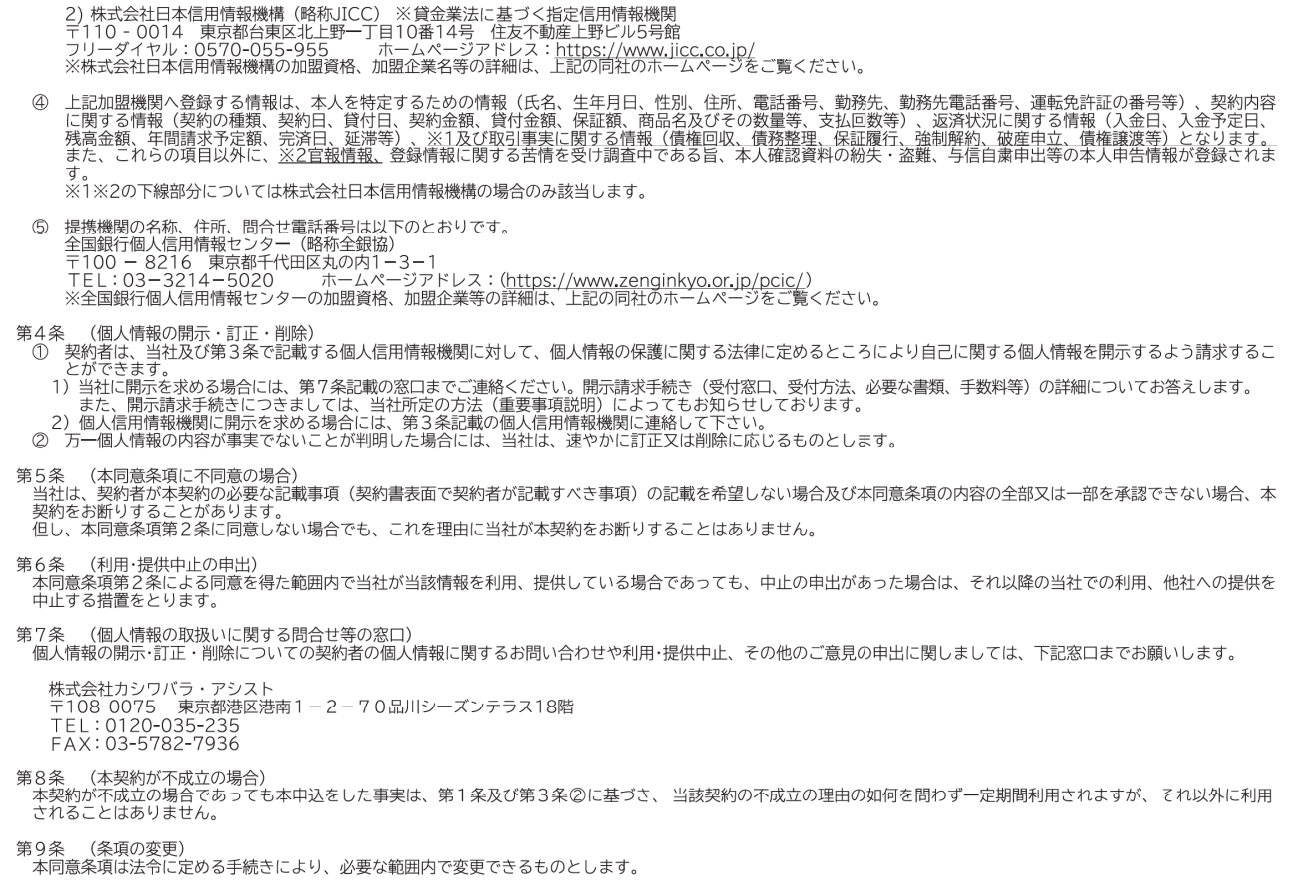 2) 株式会社日本信用情報機構（略称JICC） ※貸金業法に基づく指定信用情報機関
〒110 - 0014　東京都台東区北上野一丁目10番14号　住友不動産上野ビル5号館
フリーダイヤル：0570-055-955　　ホームページアドレス：https://www.jicc.co.jp/
※株式会社日本信用情報機構の加盟資格、加盟企業名等の詳細は、上記の同社のホームページをご覧ください。
④　上記加盟機関へ登録する情報は、本人を特定するための情報（氏名、生年月日、性別、住所、電話番号、勤務先、勤務先電話番号、運転免許証の番号等）、契約内容
に関する情報（契約の種類、契約日、貸付日、契約金額、貸付金額、保証額、商品名及びその数量等、支払回数等）、返済状況に関する情報（入金日、入金予定日、
残高金額、年間請求予定額、完済日、延滞等）、※1及び取引事実に関する情報（債権回収、債務整理、保証履行、強制解約、破産申立、債権譲渡等）となります。
また、これらの項目以外に、※2官報情報、登録情報に関する苦情を受け調査中である旨、本人確認資料の紛失・盗難、与信自粛申出等の本人申告情報が登録されま
す。
※1※2の下線部分については株式会社日本信用情報機構の場合のみ該当します。
⑤　提携機関の名称、住所、問合せ電話番号は以下のとおりです。
全国銀行個人信用情報センター（略称全銀協）
〒100 － 8216　東京都千代田区丸の内1－3－1
ＴＥＬ：03－3214－5020　　ホームページアドレス：(https://www.zenginkyo.or.jp/pcic/)
※全国銀行個人信用情報センターの加盟資格、加盟企業等の詳細は、上記の同社のホームページをご覧ください。
第４条　（個人情報の開示・訂正・削除）
①　契約者は、当社及び第３条で記載する個人信用情報機関に対して、個人情報の保護に関する法律に定めるところにより自己に関する個人情報を開示するよう請求するこ
とができます。
1）当社に開示を求める場合には、第７条記載の窓口までご連絡ください。開示請求手続き（受付窓口、受付方法、必要な書類、手数料等）の詳細についてお答えします。
また、開示請求手続きにつきましては、当社所定の方法（重要事項説明）によってもお知らせしております。
2）個人信用情報機関に開示を求める場合には、第３条記載の個人信用情報機関に連絡して下さい。
②　万一個人情報の内容が事実でないことが判明した場合には、当社は、速やかに訂正又は削除に応じるものとします。
第５条　（本同意条項に不同意の場合）
当社は、契約者が本契約の必要な記載事項（契約書表面で契約者が記載すべき事項）の記載を希望しない場合及び本同意条項の内容の全部又は一部を承認できない場合、本
契約をお断りすることがあります。
但し、本同意条項第２条に同意しない場合でも、これを理由に当社が本契約をお断りすることはありません。
第６条　（利用･提供中止の申出）
本同意条項第２条による同意を得た範囲内で当社が当該情報を利用、提供している場合であっても、中止の申出があった場合は、それ以降の当社での利用、他社への提供を
中止する措置をとります。
第７条　（個人情報の取扱いに関する問合せ等の窓口）
個人情報の開示･訂正・削除についての契約者の個人情報に関するお問い合わせや利用･提供中止、その他のご意見の申出に関しましては、下記窓口までお願いします。
株式会社カシワバラ・アシスト
〒108 0075　東京都港区港南１－２－７０品川シーズンテラス18階
ＴＥＬ：0120-035-235
ＦＡＸ：03-5782-7936
第８条　（本契約が不成立の場合）
本契約が不成立の場合であっても本申込をした事実は、第１条及び第３条②に基づき、 当該契約の不成立の理由の如何を問わず一定期間利用されますが、 それ以外に利用
されることはありません。
第９条　（条項の変更）
本同意条項は法令に定める手続きにより、必要な範囲内で変更できるものとします。